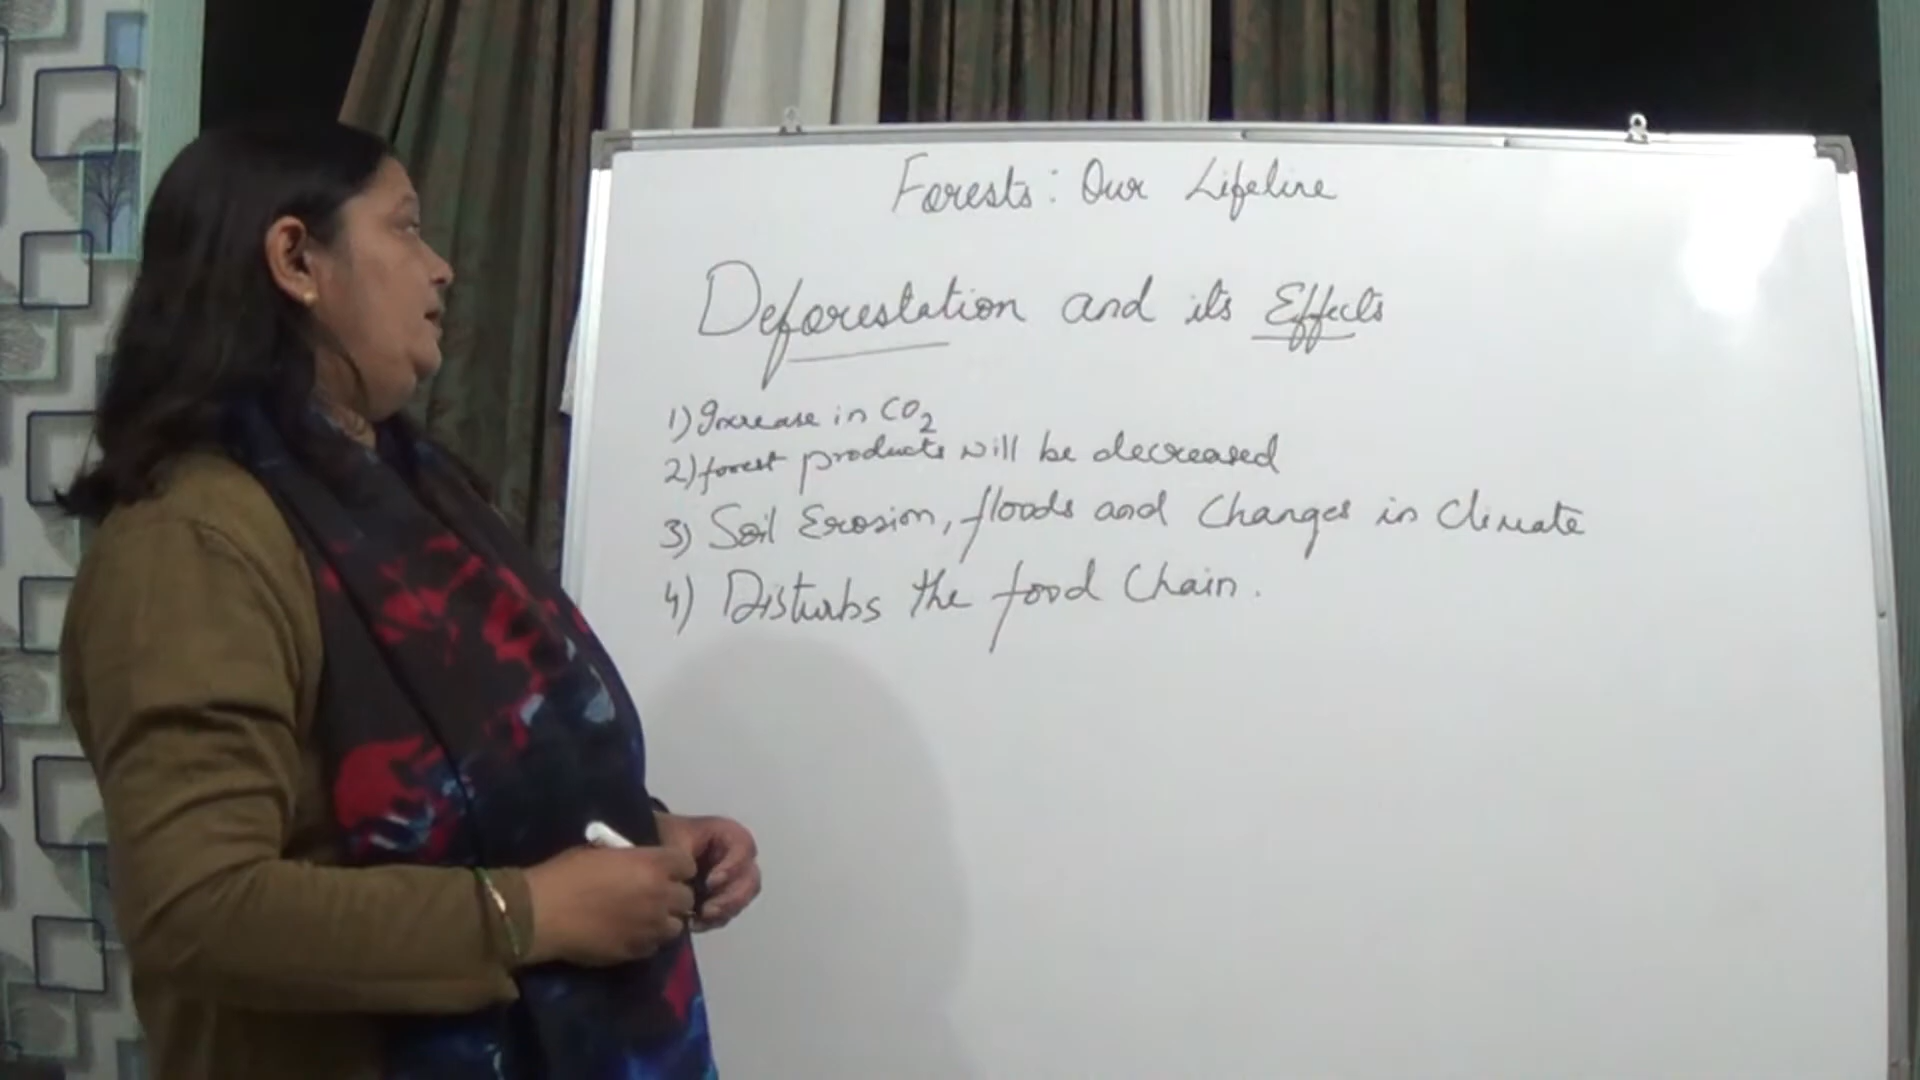 Forests: Our Lifeline
Deforestation and its Effects
1) Increase in CO2
2) forest products will be decreased
3) Soil Erosion, floods and Changes in Climate
4) Disturbs the food Chain.